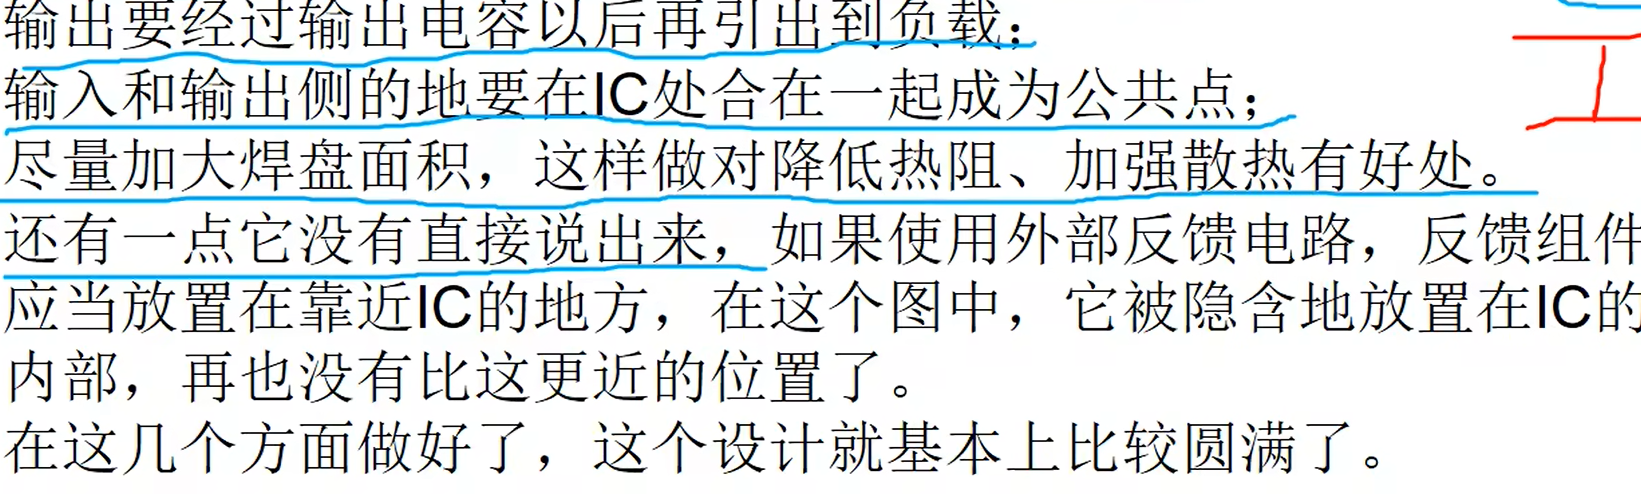 输出要经过输出电容以后再引出到负载；
输入和输出侧的地要在IC处合在一起成为公共点；
尽量加大焊盘面积，这样做对降低热阻、加强散热有好处。
还有一点它没有直接说出来，如果使用外部反馈电路，反馈组件
应当放置在靠近IC的地方，在这个图中，它被隐含地放置在IC的
内部，再也没有比这更近的位置了。
在这几个方面做好了，这个设计就基本上比较圆满了。